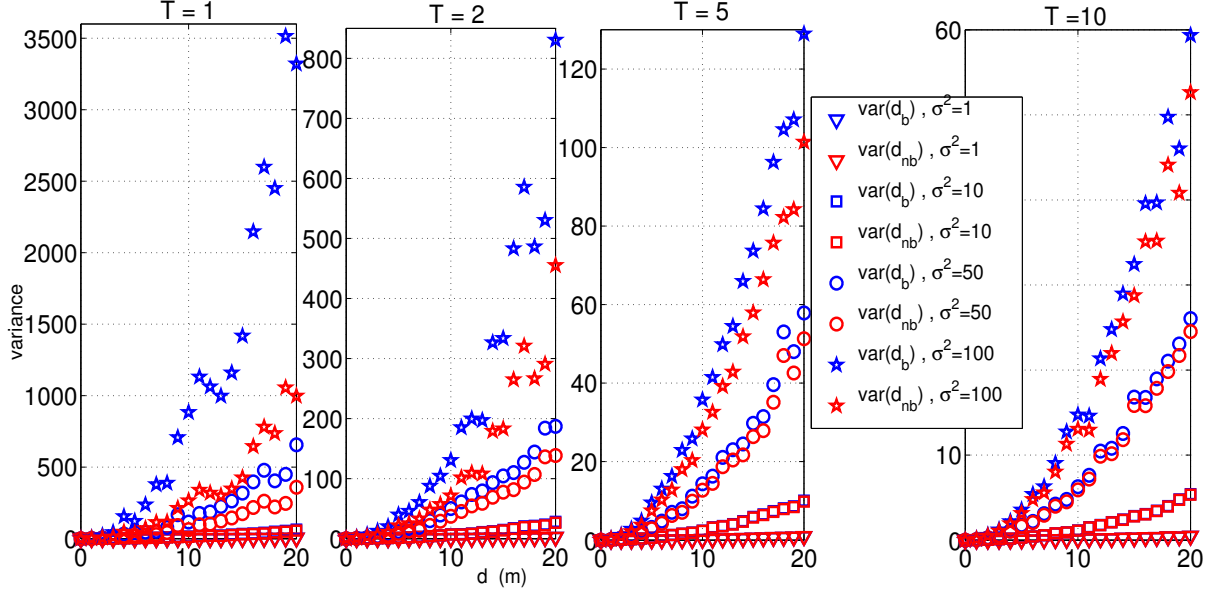 T = 1
T = 2
T = 5
T =10
3500
3000
2500
2000
1500
1000
500
0
800
700
600
500
400
300
200
100
0
120
100
80
60
40
20
0
60
10
0
variance
0 10 20
0 10 20
0 10 20
0 10 20
d (m)
var(d_b) , σ²=1
var(d_nb) , σ²=1
var(d_b) , σ²=10
var(d_nb) , σ²=10
var(d_b) , σ²=50
var(d_nb) , σ²=50
var(d_b) , σ²=100
var(d_nb) , σ²=100